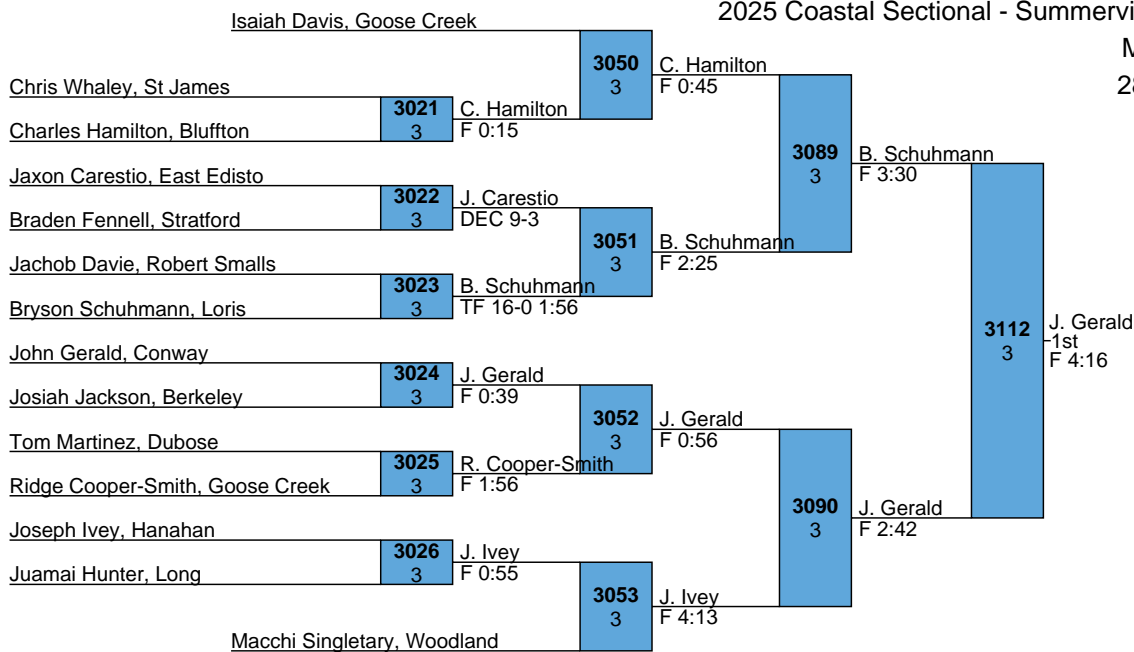 2025 Coastal Sectional - Summervi
M
28
Isaiah Davis, Goose Creek
3050
3
C. Hamilton
F 0:45
Chris Whaley, St James
3021
3
C. Hamilton
F 0:15
Charles Hamilton, Bluffton
3089
3
B. Schuhmann
F 3:30
Jaxon Carestio, East Edisto
3022
3
J. Carestio
DEC 9-3
Braden Fennell, Stratford
3051
3
B. Schuhmann
F 2:25
Jachob Davie, Robert Smalls
3023
3
B. Schuhmann
TF 16-0 1:56
Bryson Schuhmann, Loris
3112
3
J. Gerald
1st
F 4:16
John Gerald, Conway
3024
3
J. Gerald
F 0:39
Josiah Jackson, Berkeley
3052
3
J. Gerald
F 0:56
Tom Martinez, Dubose
3025
3
R. Cooper-Smith
F 1:56
Ridge Cooper-Smith, Goose Creek
3090
3
J. Gerald
F 2:42
Joseph Ivey, Hanahan
3026
3
J. Ivey
F 0:55
Juamai Hunter, Long
3053
3
J. Ivey
F 4:13
Macchi Singletary, Woodland